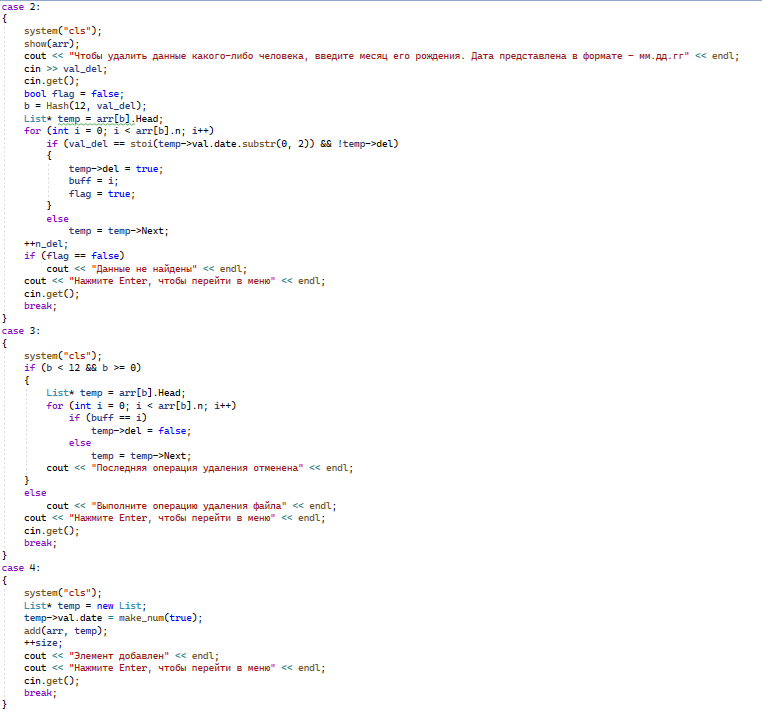 case 2:
{
system("cls");
show(arr);
cout << "Чтобы удалить данные какого-либо человека, введите месяц его рождения. Дата представлена в формате - мм.дд.гг" << endl;
cin >> val_del;
cin.get();
bool flag = false;
b = Hash(12, val_del);
List* temp = arr[b].Head;
for (int i = 0; i < arr[b].n; i++)
if (val_del == stoi(temp->val.date.substr(0, 2)) && !temp->del)
{
temp->del = true;
buff = i;
flag = true;
}
else
temp = temp->Next;
++n_del;
if (flag == false)
cout << "Данные не найдены" << endl;
cout << "Нажмите Enter, чтобы перейти в меню" << endl;
cin.get();
break;
}
case 3:
{
system("cls");
if (b < 12 && b >= 0)
{
List* temp = arr[b].Head;
for (int i = 0; i < arr[b].n; i++)
if (buff == i)
temp->del = false;
else
temp = temp->Next;
cout << "Последняя операция удаления отменена" << endl;
}
else
cout << "Выполните операцию удаления файла" << endl;
cout << "Нажмите Enter, чтобы перейти в меню" << endl;
cin.get();
break;
}
case 4:
{
system("cls");
List* temp = new List;
temp->val.date = make_num(true);
add(arr, temp);
++size;
cout << "Элемент добавлен" << endl;
cout << "Нажмите Enter, чтобы перейти в меню" << endl;
cin.get();
break;
}